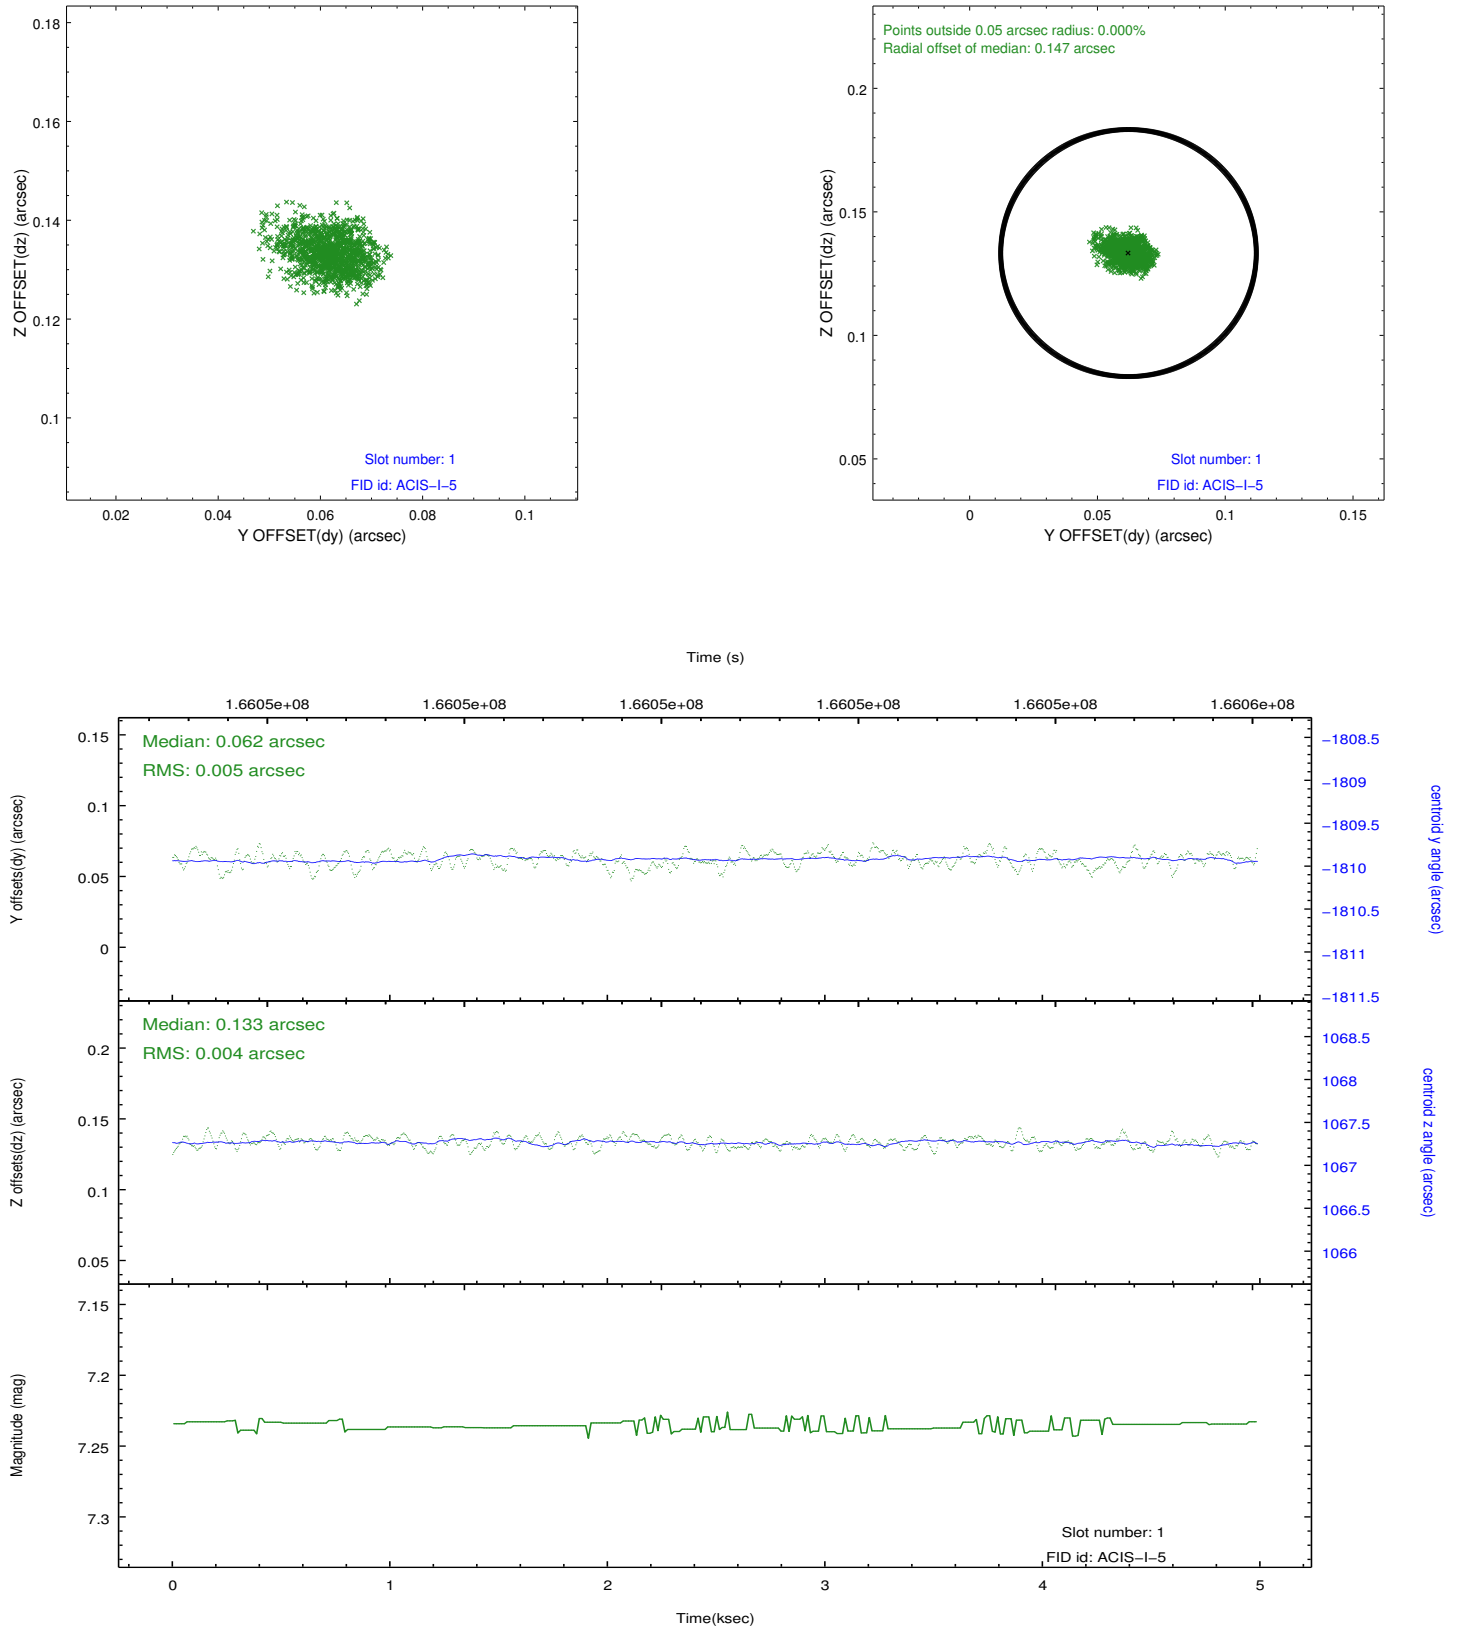 0.18
0.16
0.14
0.12
0.1
Z OFFSET(dz) (arcsec)
Slot number: 1
FID id: ACIS−I−5
0.02 0.04 0.06 0.08 0.1
Y OFFSET(dy) (arcsec)
Points outside 0.05 arcsec radius: 0.000%
Radial offset of median: 0.147 arcsec
0.2
0.15
0.1
0.05
Z OFFSET(dz) (arcsec)
Slot number: 1
FID id: ACIS−I−5
0 0.05 0.1 0.15
Y OFFSET(dy) (arcsec)
Time (s)
1.6605e+08 1.6605e+08 1.6605e+08 1.6605e+08 1.6605e+08 1.6606e+08
Median: 0.062 arcsec
RMS: 0.005 arcsec
0.15
0.1
0.05
0
Y offsets(dy) (arcsec)
−1808.5
−1809
−1809.5
−1810
−1810.5
−1811
−1811.5
centroid y angle (arcsec)
Median: 0.133 arcsec
RMS: 0.004 arcsec
0.2
0.15
0.1
0.05
Z offsets(dz) (arcsec)
1068.5
1068
1067.5
1067
1066.5
1066
centroid z angle (arcsec)
7.15
7.2
7.25
7.3
Magnitude (mag)
Slot number: 1
FID id: ACIS−I−5
0 1 2 3 4 5
Time(ksec)